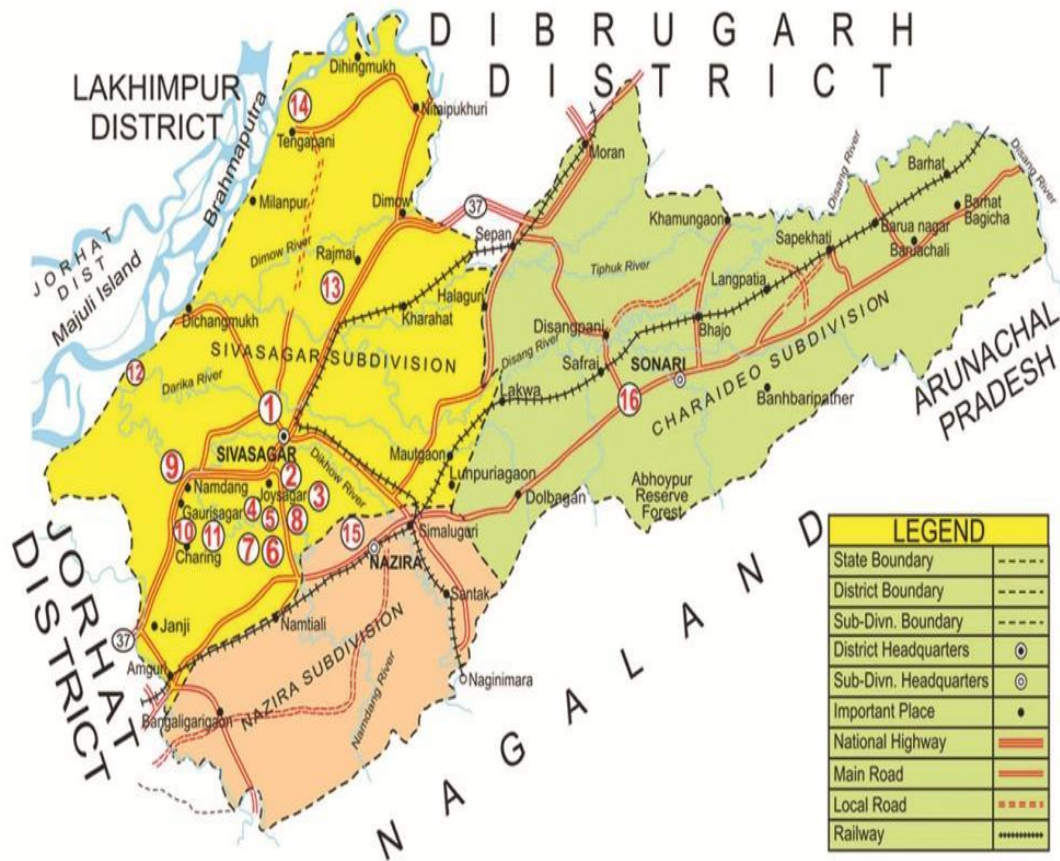 DIBRUGARH
DISTRICT
LAKHIMPUR
DISTRICT
Brahmaputra
JORHAT
DIST
Majuli Island
Dihingmukh
14
Nitaipukhuri
Tengapani
Milanpur
Dimow
37
Moran
Sepan
Dimow River
Rajmai
13
Kharahat
Halaguri
Dichangmukh
SIVASAGAR SUBDIVISION
12
Darika River
Disang River
1
SIVASAGAR
Dikhow River
Mautgaon
Lunpuriagaon
9
Namdang
2
Joysagar
3
Gaurisagar
4
5
8
10
11
Charing
7
6
15
Simalugari
NAZIRA
Janji
37
Namtiali
Santak
Amguri
Bangaligarigaon
NAZIRA SUBDIVISION
Namdang River
Naginimara
JORHAT
DISTRICT
Khamungaon
Disang River
Barhat
Disang River
Barhat
Bagicha
Barua nagar
Baruachali
Sapekhati
Tiphuk River
Langpatia
Disangpani
Bhajo
Safrai
SONARI
Lakwa
16
CHARAIDEO SUBDIVISION
Banhbaripather
Dolbagan
Abhoypur
Reserve
Forest
ARUNACHAL
PRADESH
NAGALAND
LEGEND
State Boundary
District Boundary
Sub-Divn. Boundary
District Headquarters
Sub-Divn. Headquarters
Important Place
National Highway
Main Road
Local Road
Railway